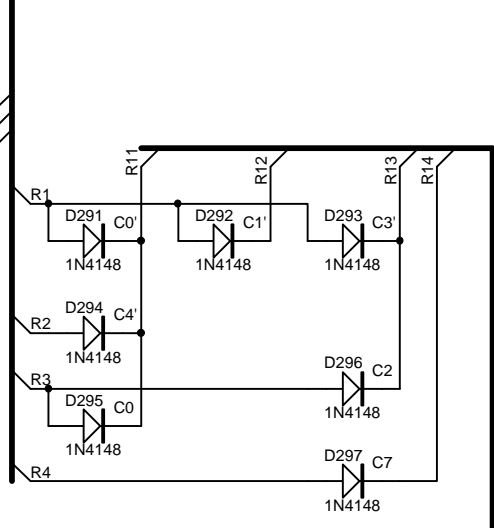 R11
R12
R13
R14
R1
D291
C0'
1N4148
D292
C1'
1N4148
D293
C3'
1N4148
R2
D294
C4'
1N4148
R3
D296
C2
1N4148
D295
C0
1N4148
R4
D297
C7
1N4148